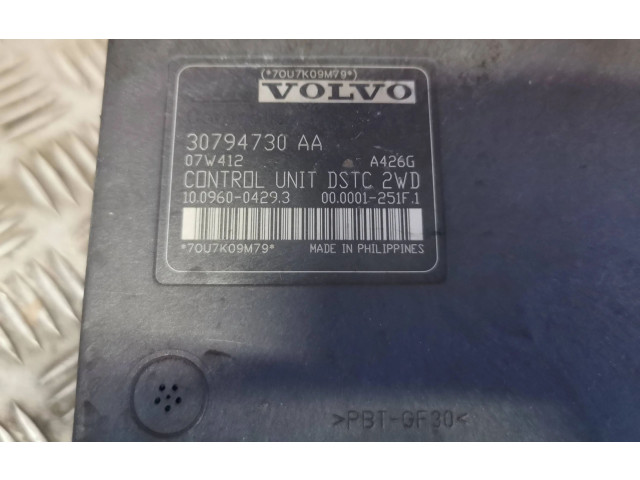 (*7OU7K09M79*)
VOLVO
30794730 AA
07W412 A426G
CONTROL UNIT DSTC 2WD
10.0960-0429.3 00.0001-251F.1
*7OU7K09M79* MADE IN PHILIPPINES
>PBT-GF30<